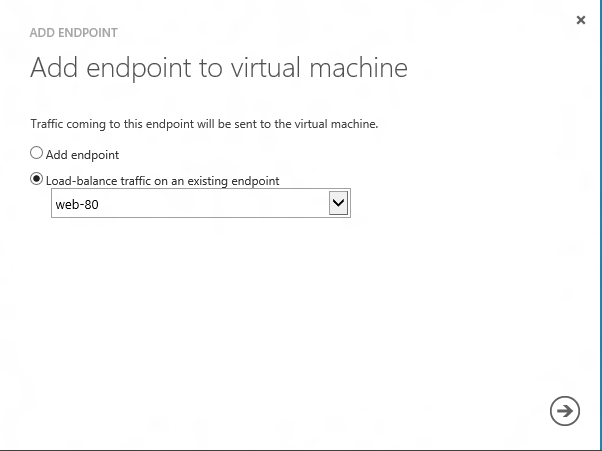 ADD ENDPOINT
Add endpoint to virtual machine
Traffic coming to this endpoint will be sent to the virtual machine.
Add endpoint
Load-balance traffic on an existing endpoint
web-80